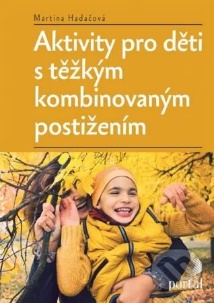 Martina Hadačová
Aktivity pro děti
s těžkým
kombinovaným
postižením
portál